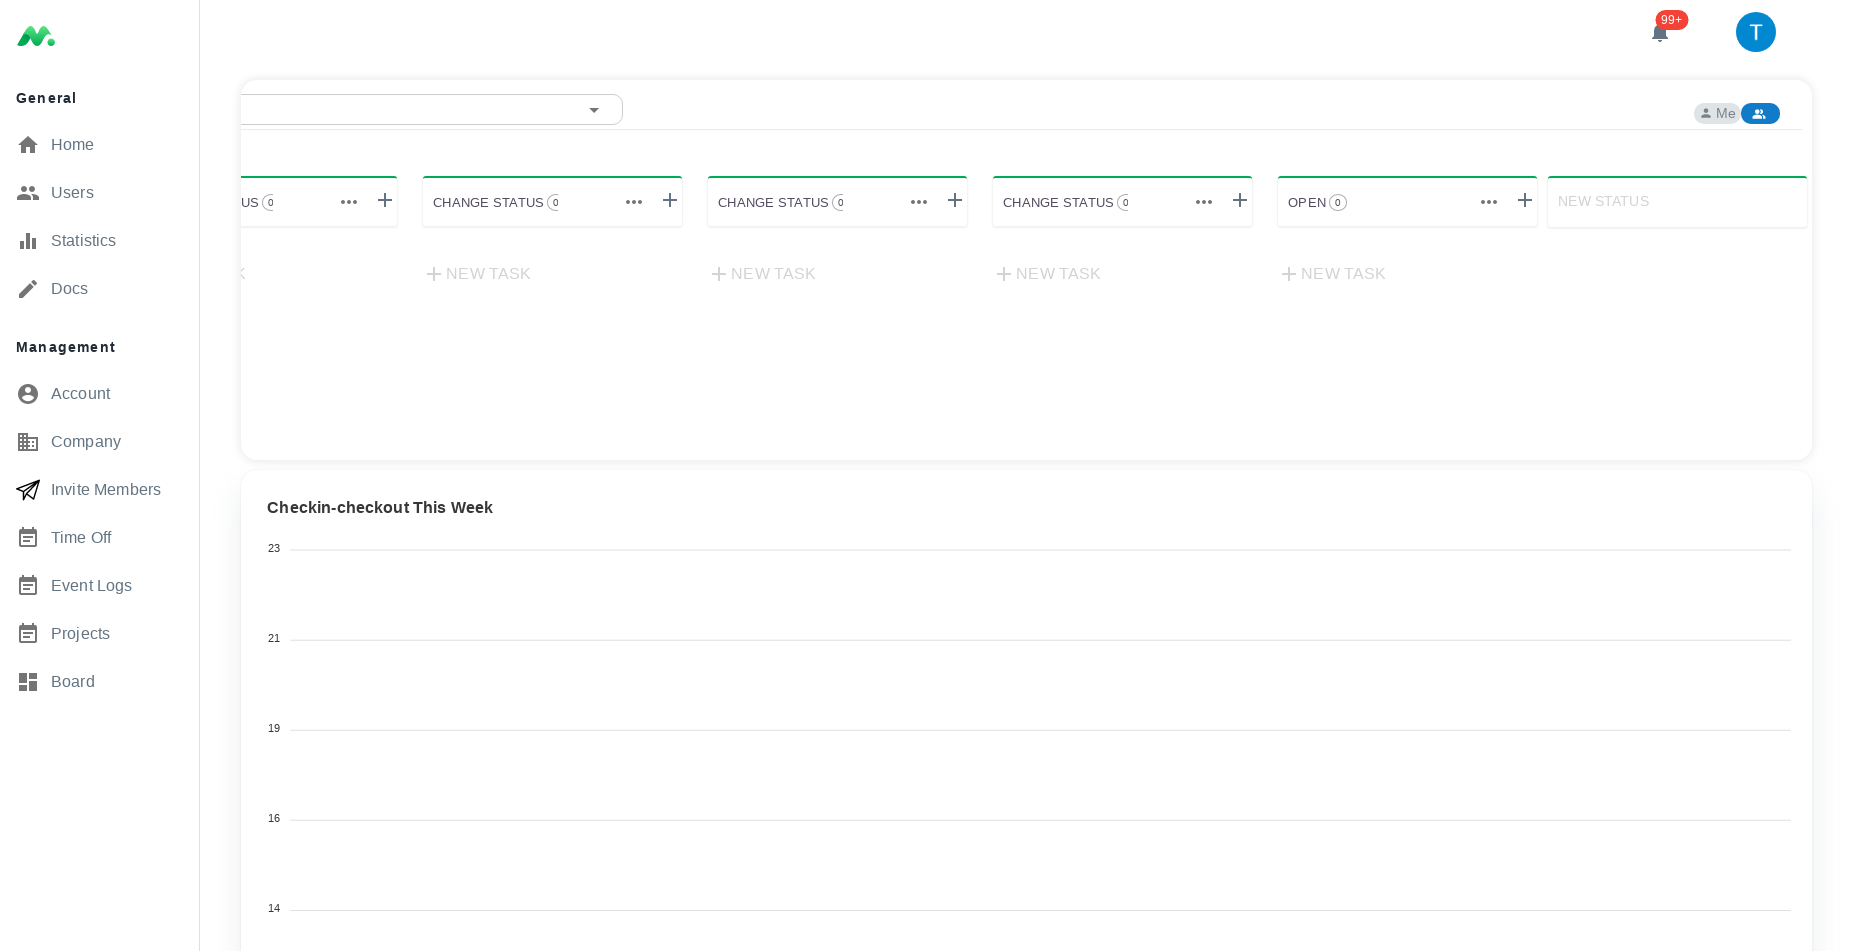 99+
T
General
Home
Users
Statistics
Docs
Management
Account
Company
Invite Members
Time Off
Event Logs
Projects
Board
Me
US 0
CHANGE STATUS 0
CHANGE STATUS 0
CHANGE STATUS 0
OPEN 0
NEW STATUS
K
NEW TASK
NEW TASK
NEW TASK
NEW TASK
Checkin-checkout This Week
23
21
19
16
14